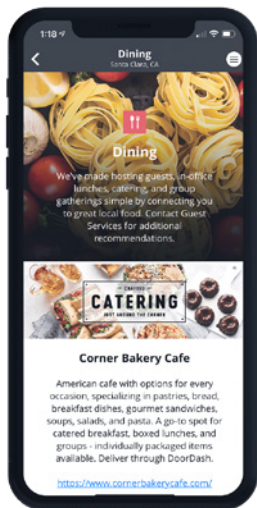 1:18
Dining
Santa Clara, CA
Dining
We've made hosting guests, in-office
lunches, catering, and group
gatherings simple by connecting you
to great local food. Contact Guest
Services for additional
recommendations.
CATERING
JUST AROUND THE CORNER
Corner Bakery Cafe
American cafe with options for every
occasion, specializing in pastries, bread,
breakfast dishes, gourmet sandwiches,
soups, salads, and pasta. A go-to spot for
catered breakfast, boxed lunches, and
groups - individually packaged items
available. Deliver through DoorDash.
https://www.cornerbakerycafe.com/